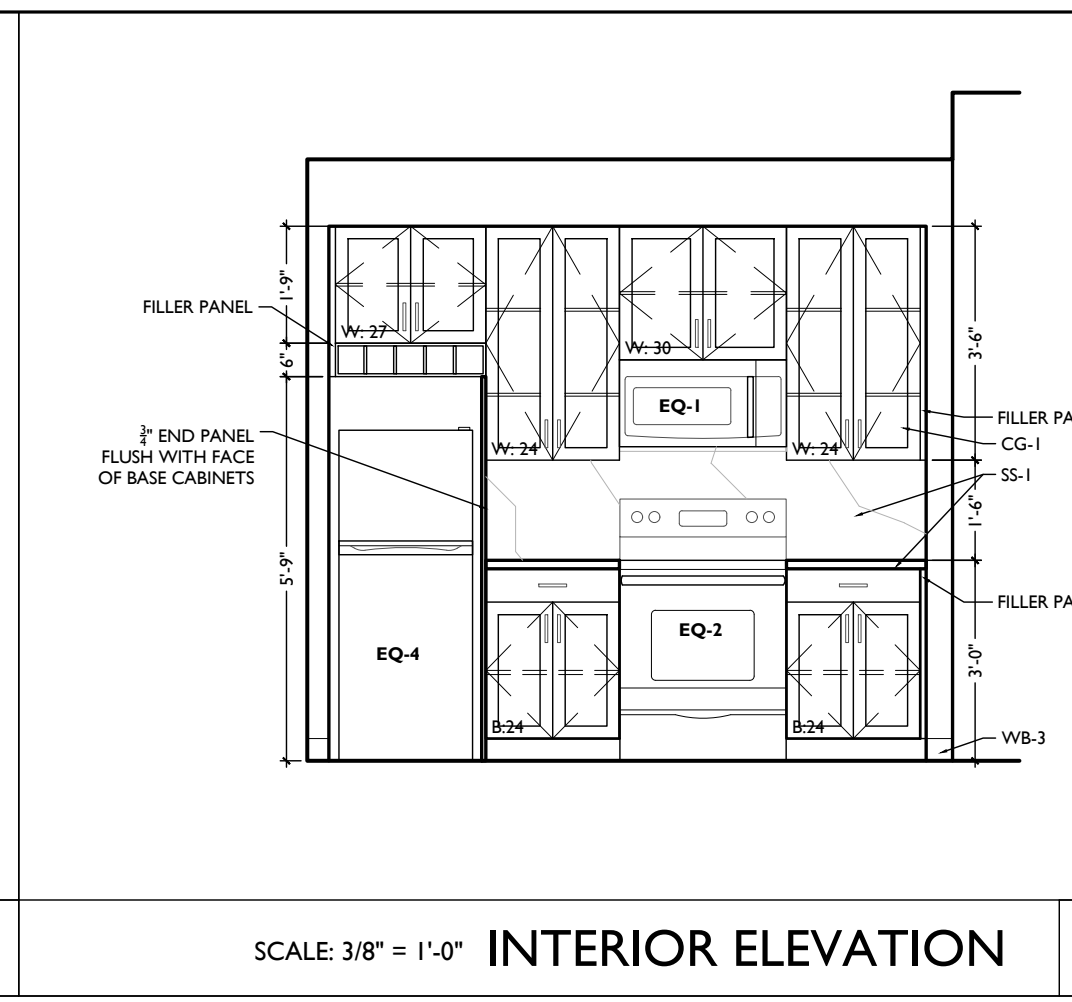 1'-9"
FILLER PANEL
W: 27
W: 30
3'-6"
6"
EQ-1
FILLER PA
3/4" END PANEL
FLUSH WITH FACE
OF BASE CABINETS
W: 24
W: 24
CG-1
SS-1
1'-6"
5'-9"
FILLER PA
EQ-2
EQ-4
3'-0"
B:24
B:24
WB-3
SCALE: 3/8" = 1'-0" INTERIOR ELEVATION